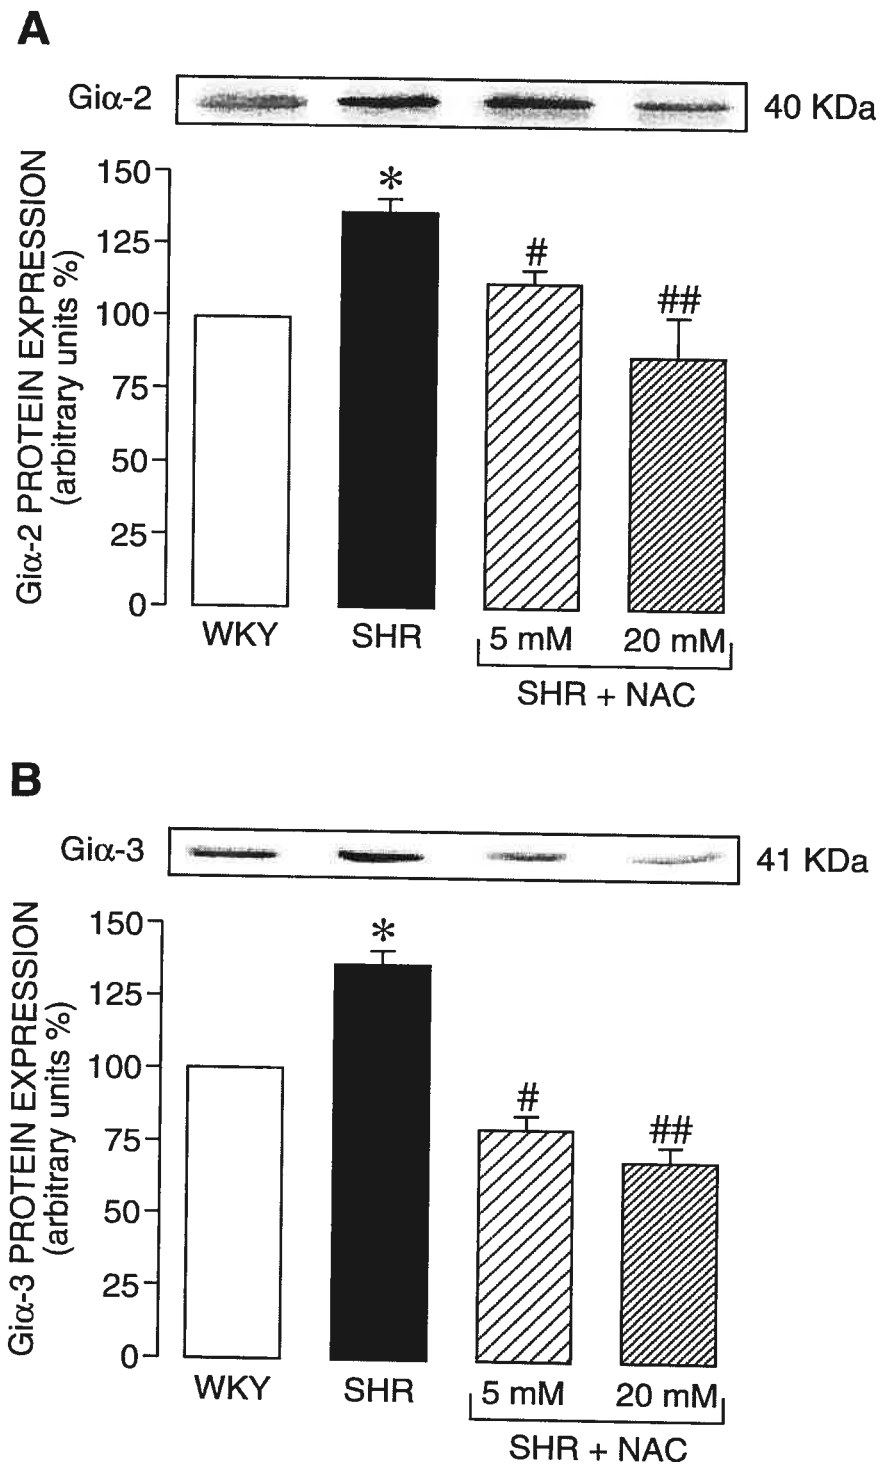 A
Giα-2
40 KDa
Giα-2 PROTEIN EXPRESSION
(arbitrary units %)
150
125
100
75
50
25
0
*
#
##
WKY
SHR
5 mM
20 mM
SHR + NAC
B
Giα-3
41 KDa
Giα-3 PROTEIN EXPRESSION
(arbitrary units %)
150
125
100
75
50
25
0
*
#
##
WKY
SHR
5 mM
20 mM
SHR + NAC